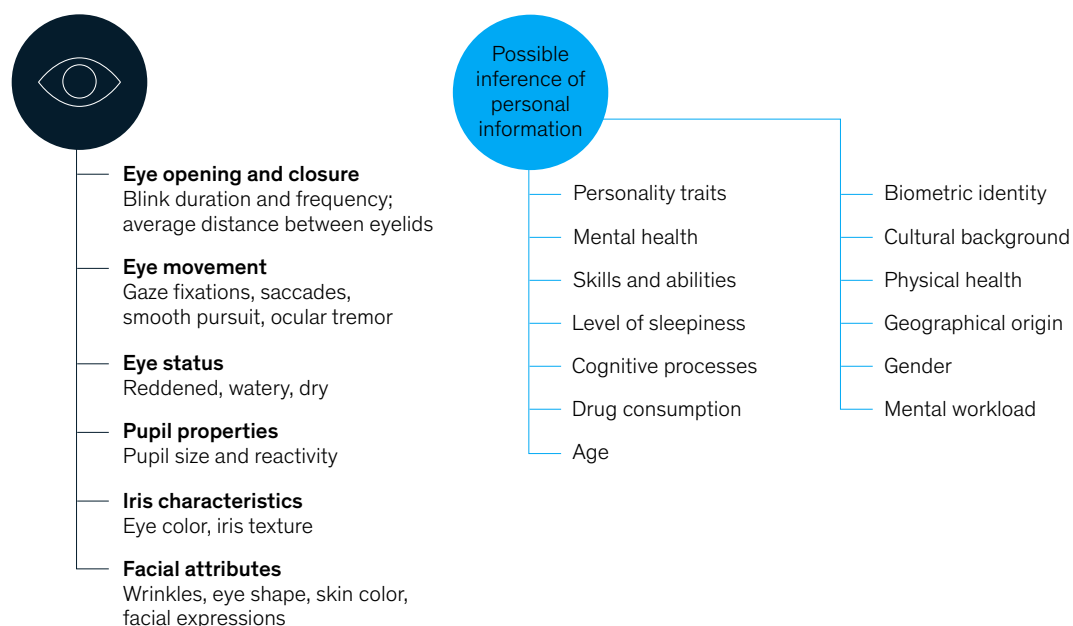 Eye opening and closure
Blink duration and frequency;
average distance between eyelids
Eye movement
Gaze fixations, saccades,
smooth pursuit, ocular tremor
Eye status
Reddened, watery, dry
Pupil properties
Pupil size and reactivity
Iris characteristics
Eye color, iris texture
Facial attributes
Wrinkles, eye shape, skin color,
facial expressions
Possible
inference of
personal
information
Personality traits
Mental health
Skills and abilities
Level of sleepiness
Cognitive processes
Drug consumption
Age
Biometric identity
Cultural background
Physical health
Geographical origin
Gender
Mental workload